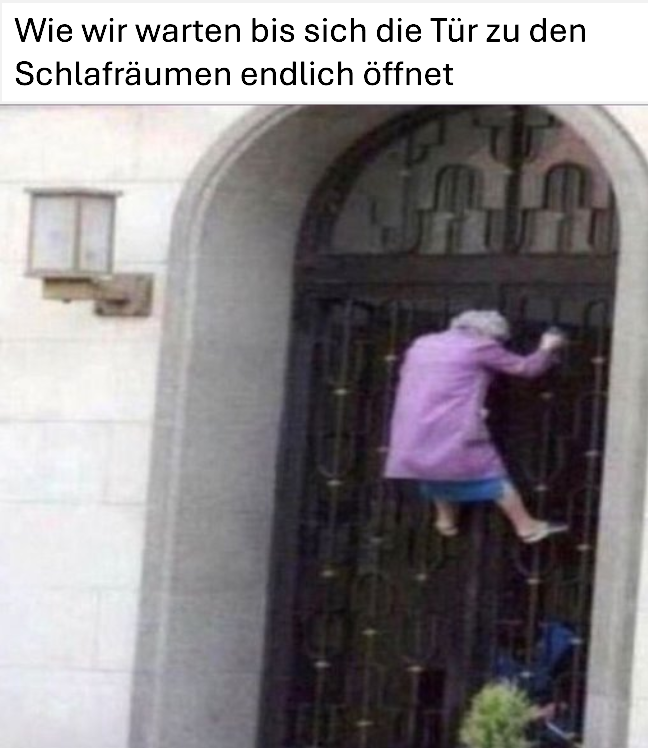 Wie wir warten bis sich die Tür zu den
Schlafräumen endlich öffnet